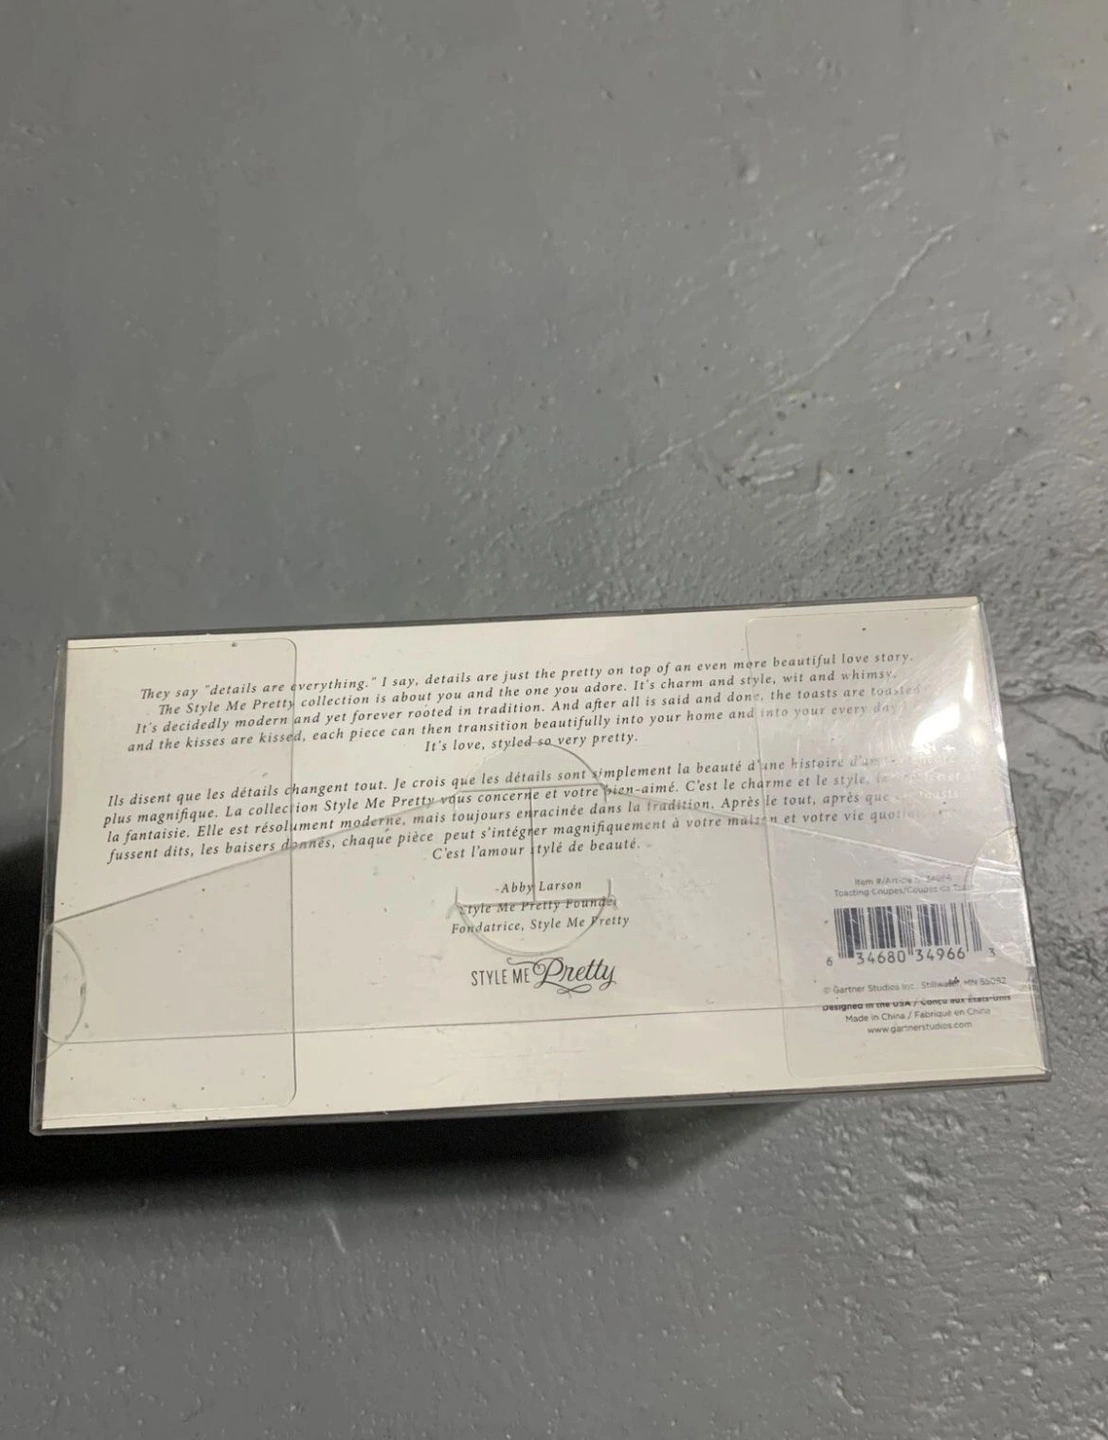 They say "details are everything." I say, details are just the pretty on top of an even more beautiful love story.
The Style Me Pretty collection is about you and the one you adore. It's charm and style, wit and whimsy.
It's decidedly modern and yet forever rooted in tradition. And after all is said and done, the toasts are toasted
and the kisses are kissed, each piece can then transition beautifully into your home and into your every day
It's love, styled so very pretty.
Ils disent que les détails changent tout. Je crois que les détails sont simplement la beauté d'une histoire
plus magnifique. La collection Style Me Pretty vous concerne et votre bien-aimé. C'est le charme et le style,
la fantaisie. Elle est résolument moderne, mais toujours enracinée dans la tradition. Après le tout, après que
fussent dits, les baisers donnés, chaque pièce peut s'intégrer magnifiquement à votre maison et votre vie
C'est l'amour stylé de beauté.
-Abby Larson
Style Me Pretty Founder
Fondatrice, Style Me Pretty
STYLE ME Pretty
Item #/Article
Toasting Coupes/Coupes
6 34680 34966 3
© Gartner Studios Inc. Stillwater, MN 55082
Designed in the USA / Conçu aux États-Unis
Made in China / Fabriqué en Chine
www.gartnerstudios.com